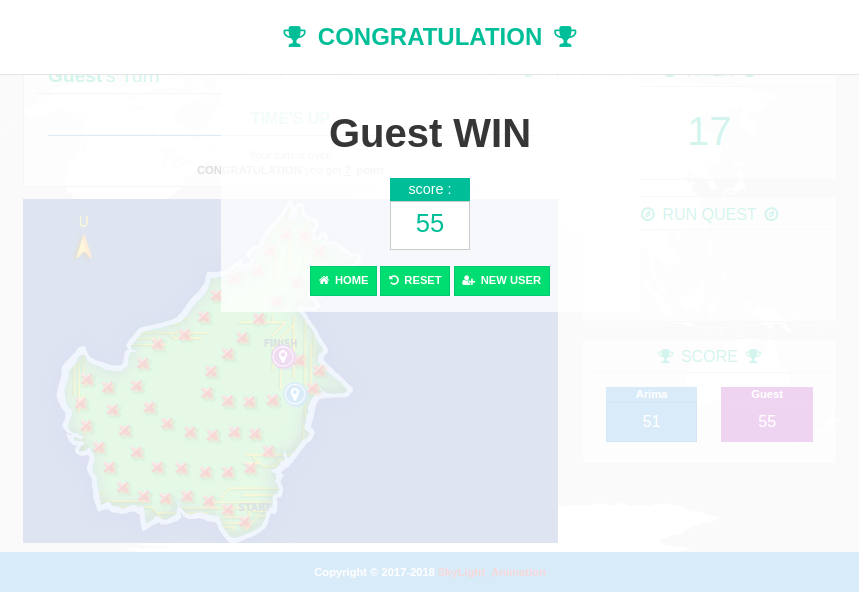 CONGRATULATION
Guest's Turn
17
TIME'S UP
Guest WIN
Your turn is over
CONGRATULATION you get 7 point
score :
55
HOME RESET NEW USER
RUN QUEST
U
FINISH
START
SCORE
Arima Guest
51 55
Copyright © 2017-2018 SkyLight Animation